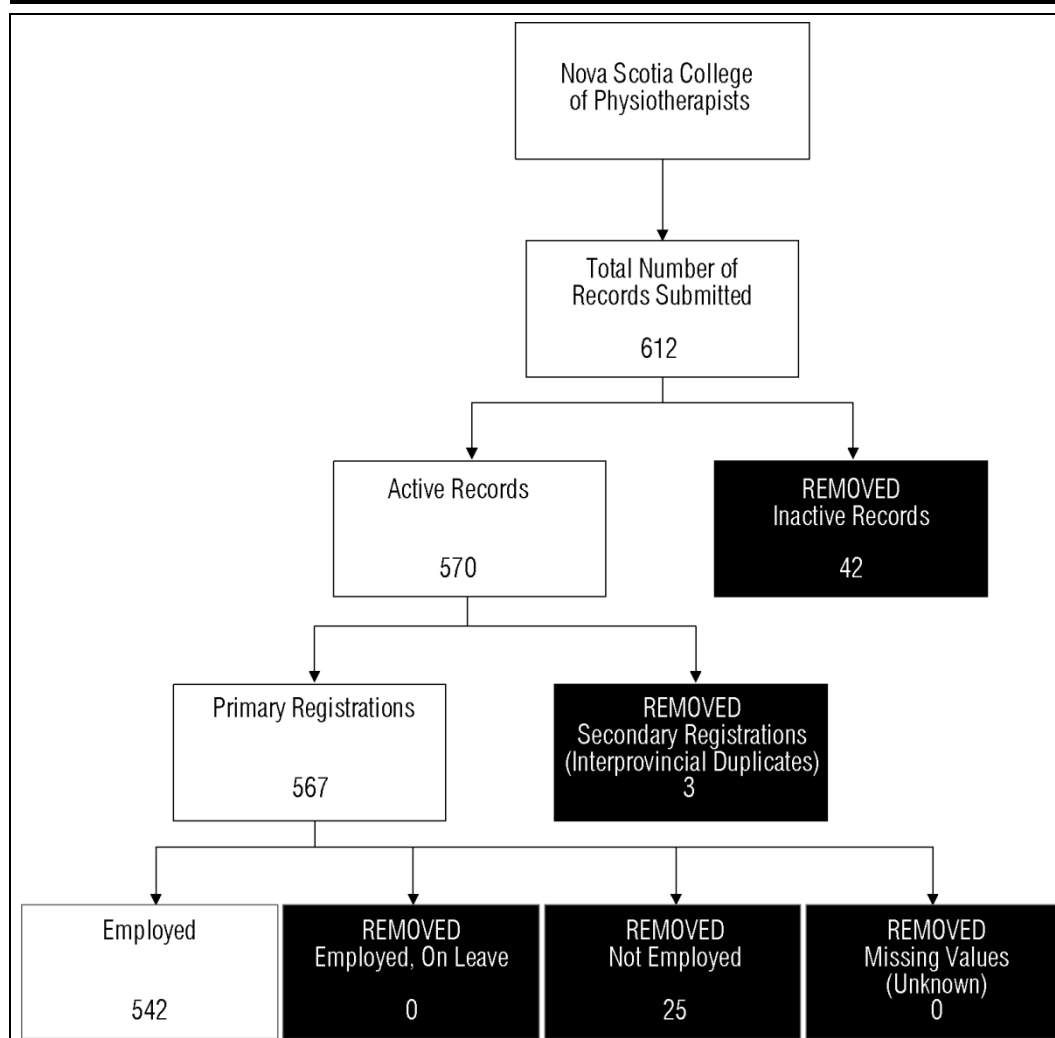 Nova Scotia College
of Physiotherapists
Total Number of
Records Submitted
612
Active Records
570
REMOVED
Inactive Records
42
Primary Registrations
567
REMOVED
Secondary Registrations
(Interprovincial Duplicates)
3
Employed
542
REMOVED
Employed, On Leave
0
REMOVED
Not Employed
25
REMOVED
Missing Values
(Unknown)
0